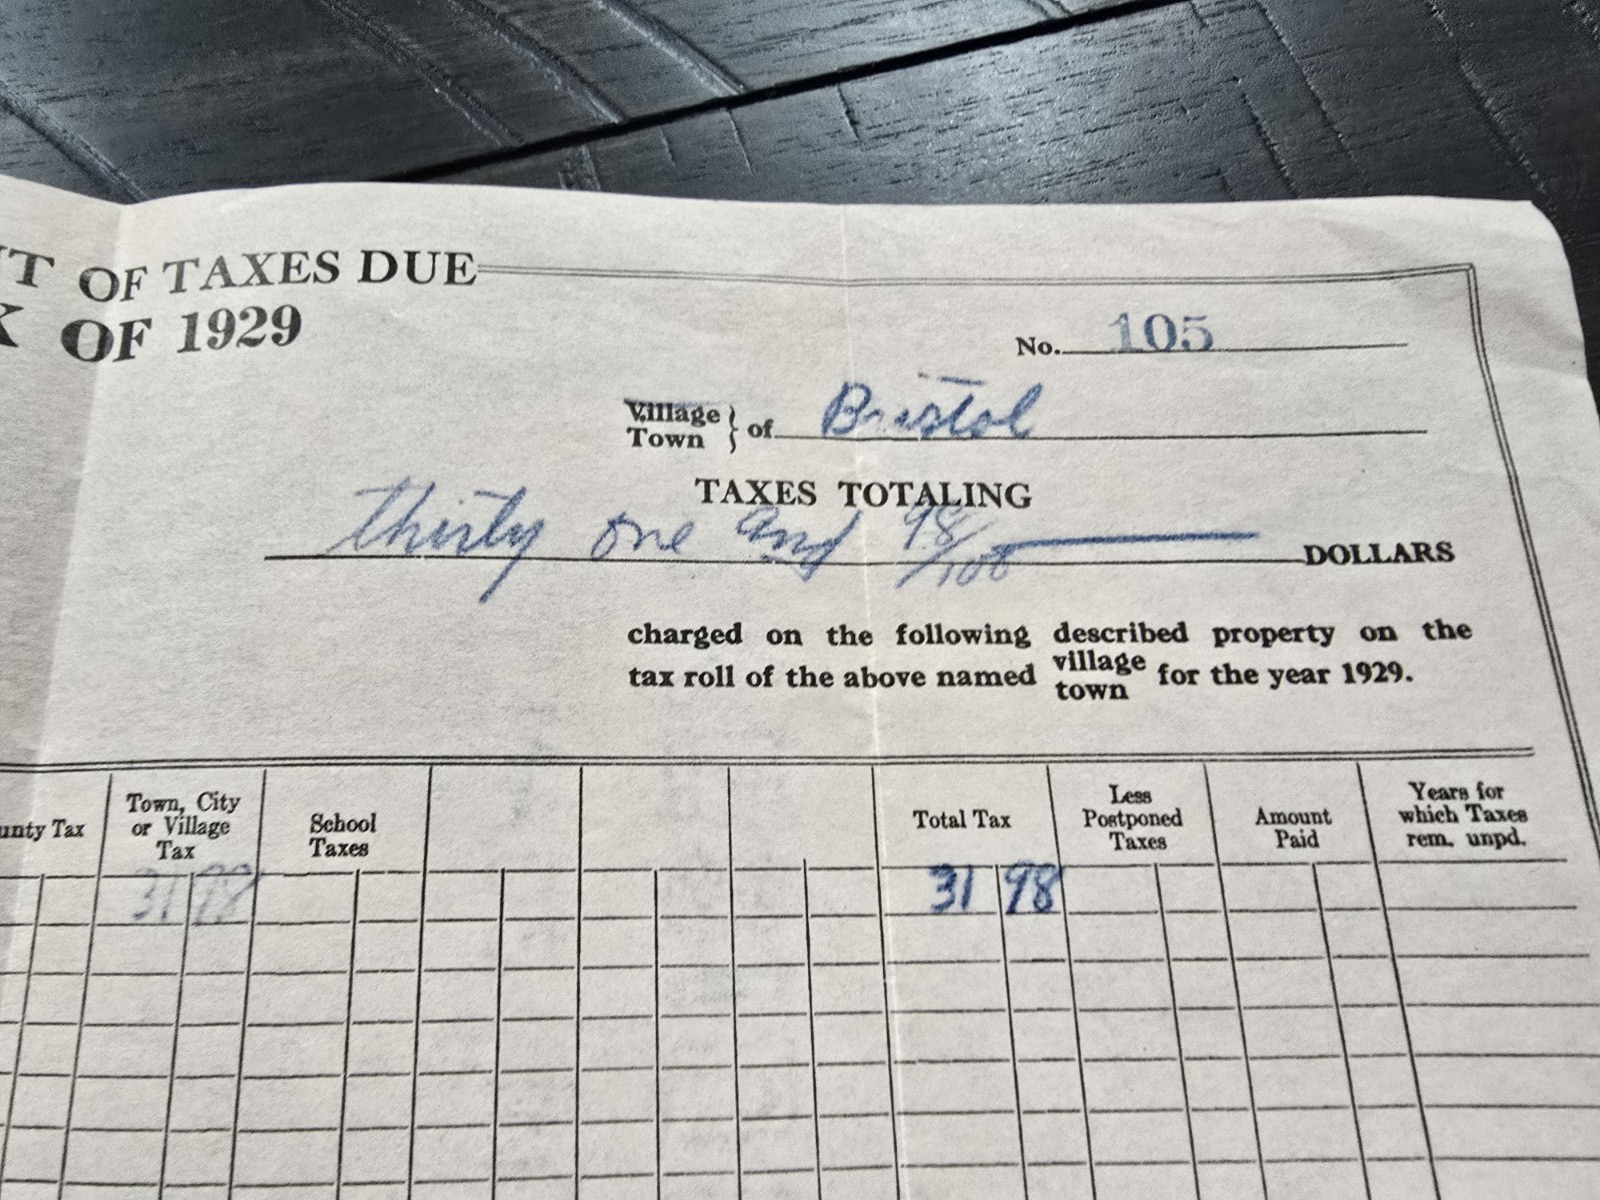 OF TAXES DUE
OF 1929
No. 105
Village
Town } of Bristol
TAXES TOTALING
thirty one and 98/100 DOLLARS
charged on the following described property on the
tax roll of the above named village
town for the year 1929.
unty Tax
Town, City
or Village
Tax
School
Taxes
Total Tax
Less
Postponed
Taxes
Amount
Paid
Years for
which Taxes
rem. unpd.
31 98
31 98